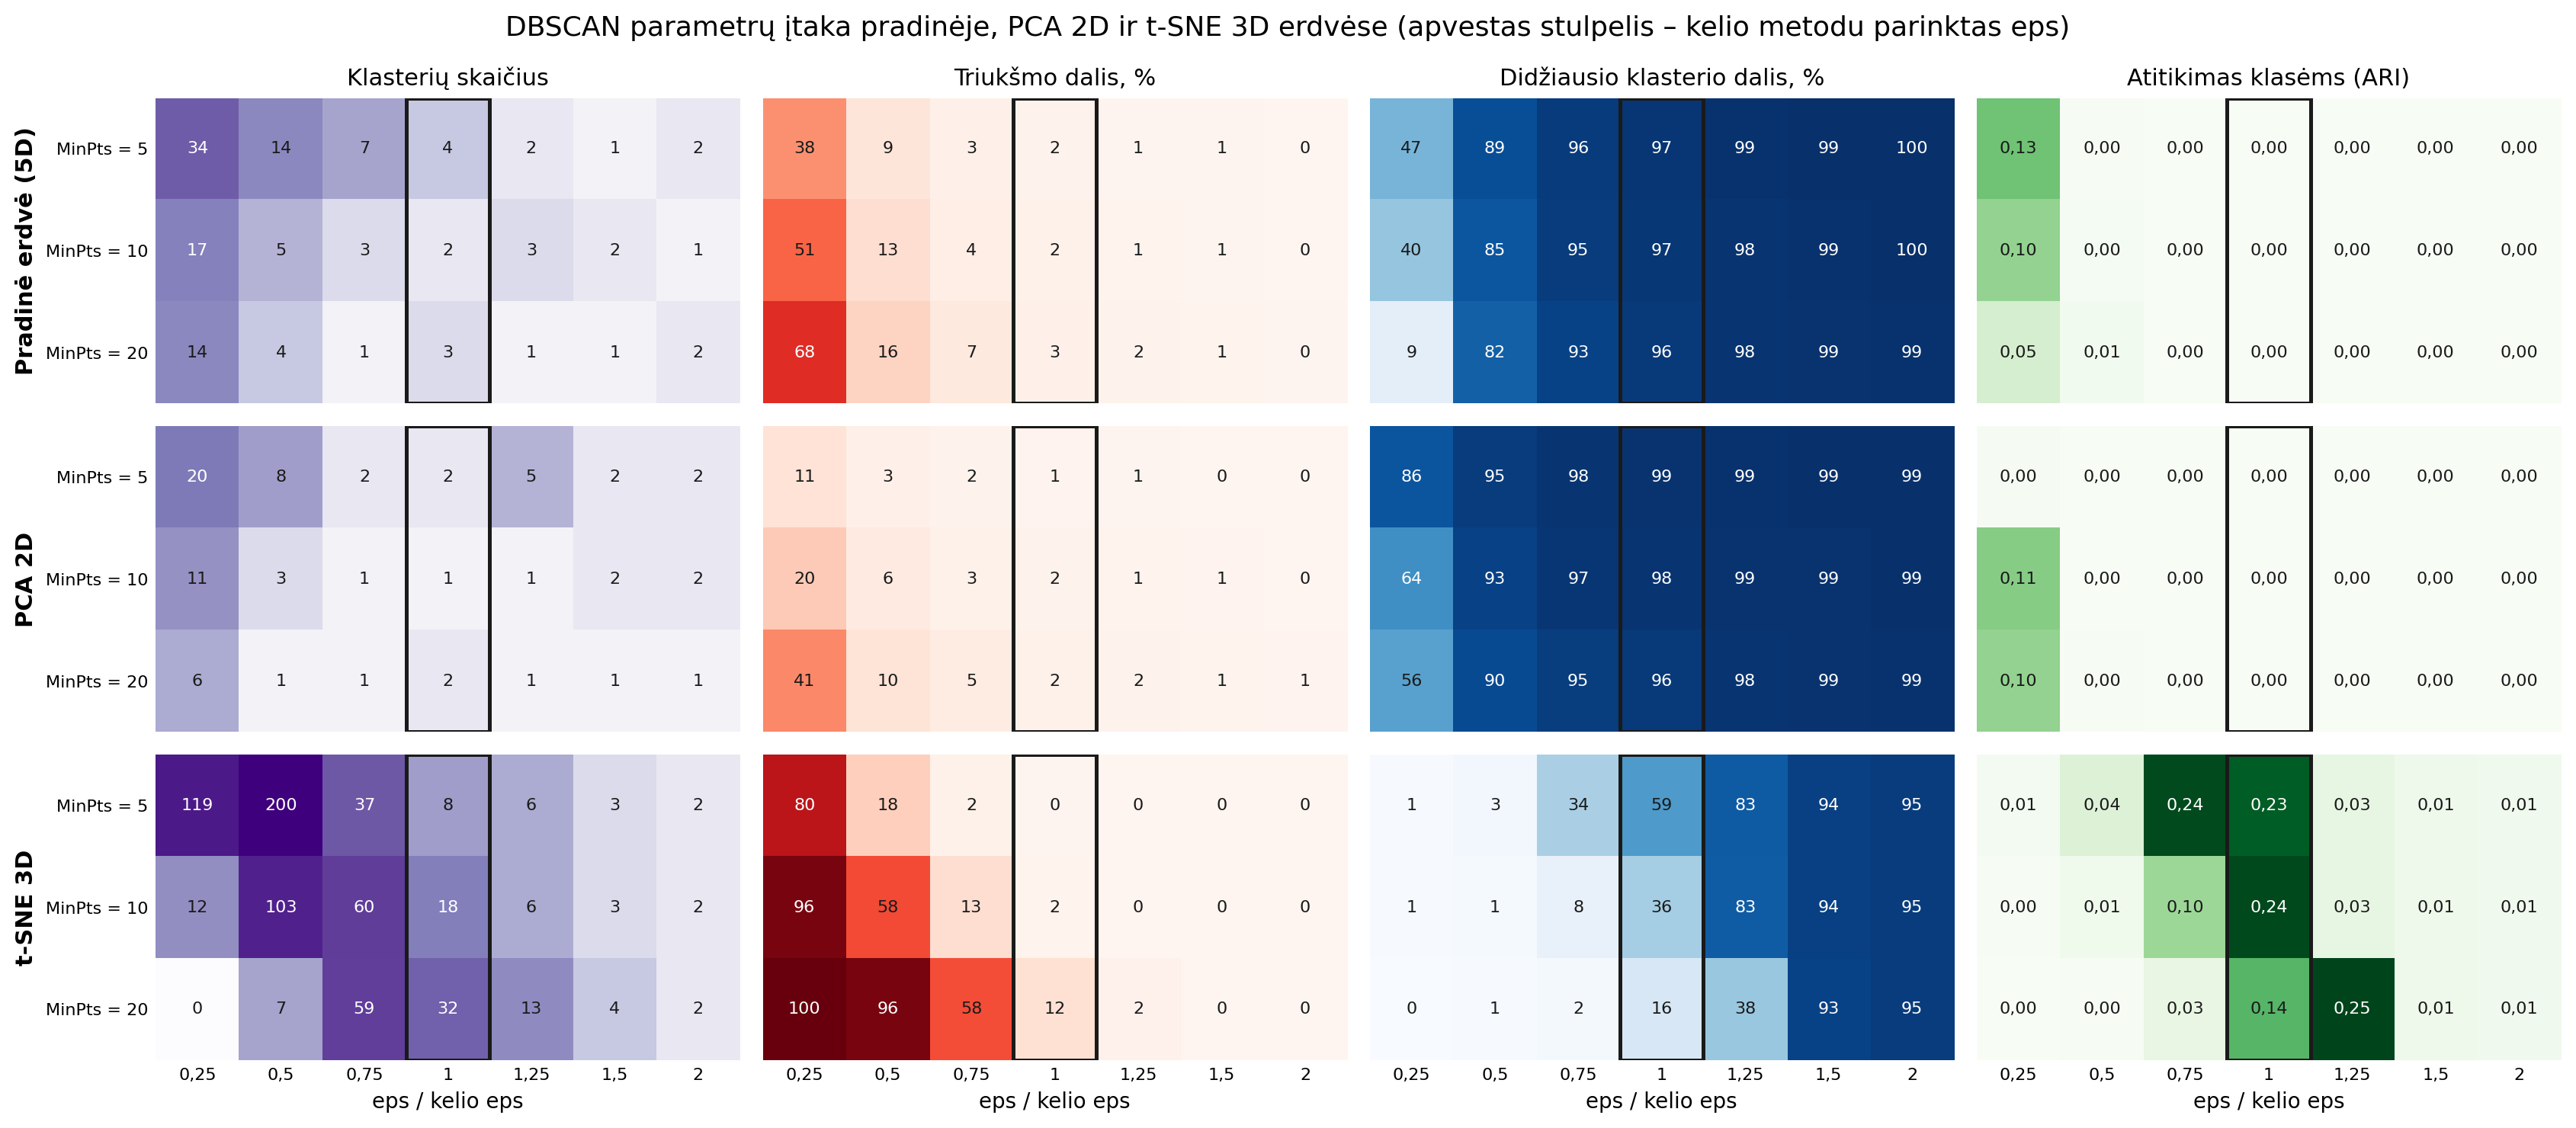 DBSCAN parametrų įtaka pradinėje, PCA 2D ir t-SNE 3D erdvėse (apvestas stulpelis – kelio metodu parinktas eps)
Klasterių skaičius Triukšmo dalis, % Didžiausio klasterio dalis, % Atitikimas klasėms (ARI)
Pradinė erdvė (5D)
MinPts = 5 34 14 7 4 2 1 2 38 9 3 2 1 1 0 47 89 96 97 99 99 100 0,13 0,00 0,00 0,00 0,00 0,00 0,00
MinPts = 10 17 5 3 2 3 2 1 51 13 4 2 1 1 0 40 85 95 97 98 99 100 0,10 0,00 0,00 0,00 0,00 0,00 0,00
MinPts = 20 14 4 1 3 1 1 2 68 16 7 3 2 1 0 9 82 93 96 98 99 99 0,05 0,01 0,00 0,00 0,00 0,00 0,00
PCA 2D
MinPts = 5 20 8 2 2 5 2 2 11 3 2 1 1 0 0 86 95 98 99 99 99 99 0,00 0,00 0,00 0,00 0,00 0,00 0,00
MinPts = 10 11 3 1 1 1 2 2 20 6 3 2 1 1 0 64 93 97 98 99 99 99 0,11 0,00 0,00 0,00 0,00 0,00 0,00
MinPts = 20 6 1 1 2 1 1 1 41 10 5 2 2 1 1 56 90 95 96 98 99 99 0,10 0,00 0,00 0,00 0,00 0,00 0,00
t-SNE 3D
MinPts = 5 119 200 37 8 6 3 2 80 18 2 0 0 0 0 1 3 34 59 83 94 95 0,01 0,04 0,24 0,23 0,03 0,01 0,01
MinPts = 10 12 103 60 18 6 3 2 96 58 13 2 0 0 0 1 1 8 36 83 94 95 0,00 0,01 0,10 0,24 0,03 0,01 0,01
MinPts = 20 0 7 59 32 13 4 2 100 96 58 12 2 0 0 0 1 2 16 38 93 95 0,00 0,00 0,03 0,14 0,25 0,01 0,01
0,25 0,5 0,75 1 1,25 1,5 2 0,25 0,5 0,75 1 1,25 1,5 2 0,25 0,5 0,75 1 1,25 1,5 2 0,25 0,5 0,75 1 1,25 1,5 2
eps / kelio eps eps / kelio eps eps / kelio eps eps / kelio eps